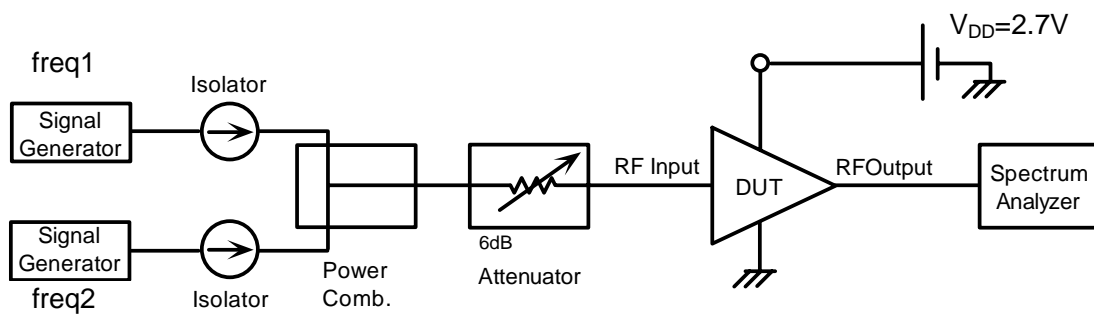 freq1
Signal
Generator
Isolator
Signal
Generator
freq2
Isolator
Power
Comb.
6dB
Attenuator
RF Input
DUT
RFOutput
VDD=2.7V
Spectrum
Analyzer